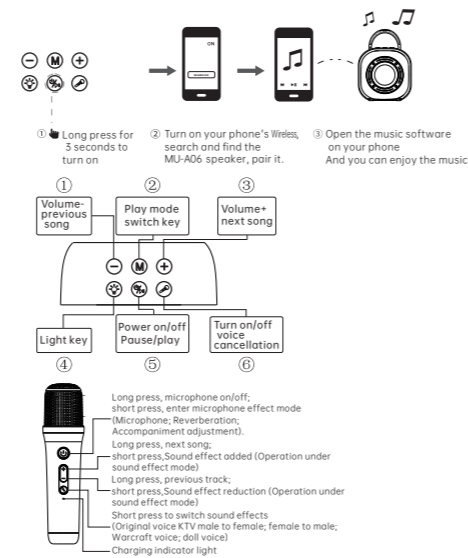 ON
M
① Long press for
3 seconds to
turn on
② Turn on your phone's Wireless,
search and find the
MU-A06 speaker, pair it.
③ Open the music software
on your phone
And you can enjoy the music
① ② ③
Volume-
previous
song
Play mode
switch key
Volume+
next song
M
Light key
Power on/off
Pause/play
Turn on/off
voice
cancellation
④ ⑤ ⑥
Long press, microphone on/off;
short press, enter microphone effect mode
(Microphone; Reverberation;
Accompaniment adjustment).
Long press, next song;
short press,Sound effect added (Operation under
sound effect mode)
Long press, previous track;
short press,Sound effect reduction (Operation under
sound effect mode)
Short press to switch sound effects
(Original voice KTV male to female; female to male;
Warcraft voice; doll voice)
Charging indicator light